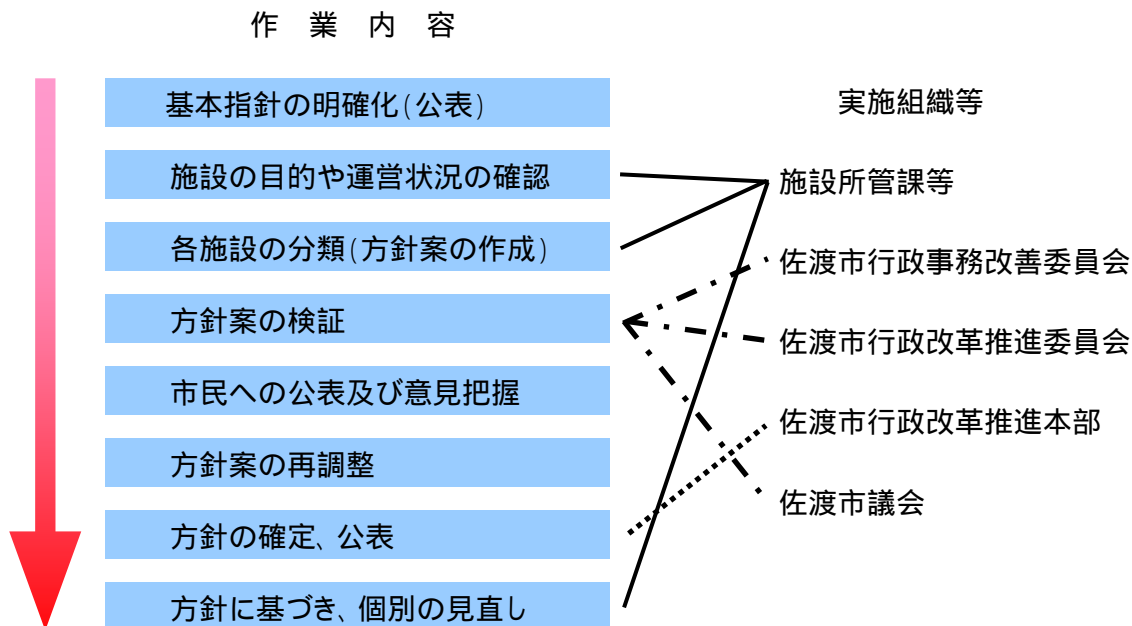 作 業 内 容
基本指針の明確化(公表)
施設の目的や運営状況の確認
各施設の分類(方針案の作成)
方針案の検証
市民への公表及び意見把握
方針案の再調整
方針の確定、公表
方針に基づき、個別の見直し
実施組織等
施設所管課等
佐渡市行政事務改善委員会
佐渡市行政改革推進委員会
佐渡市行政改革推進本部
佐渡市議会